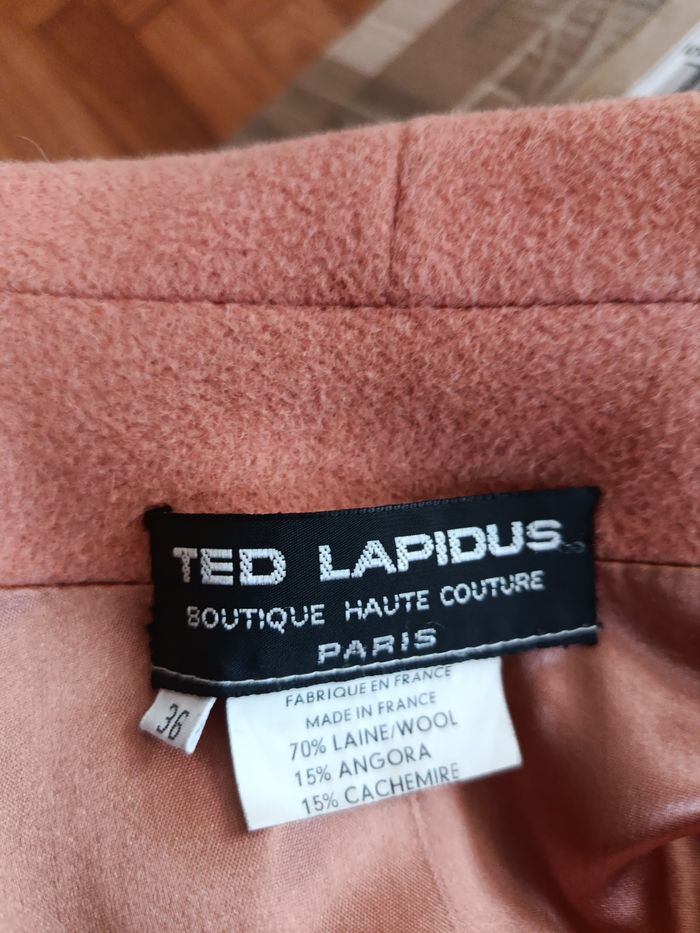 TED LAPIDUS
BOUTIQUE HAUTE COUTURE
PARIS
36
FABRIQUE EN FRANCE
MADE IN FRANCE
70% LAINE/WOOL
15% ANGORA
15% CACHEMIRE